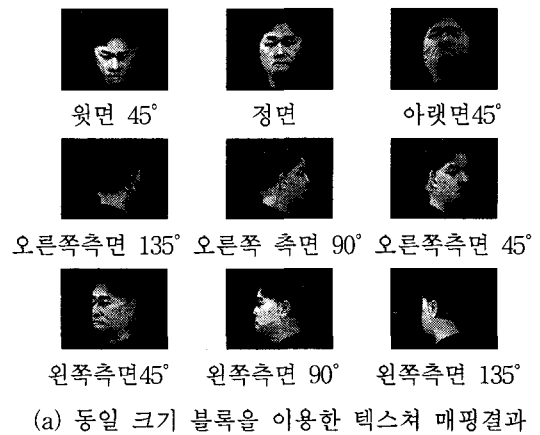 윗면 45° 정면 아랫면45°
오른쪽측면 135° 오른쪽 측면 90° 오른쪽측면 45°
왼쪽측면45° 왼쪽측면 90° 왼쪽측면 135°
(a) 동일 크기 블록을 이용한 텍스쳐 매핑결과